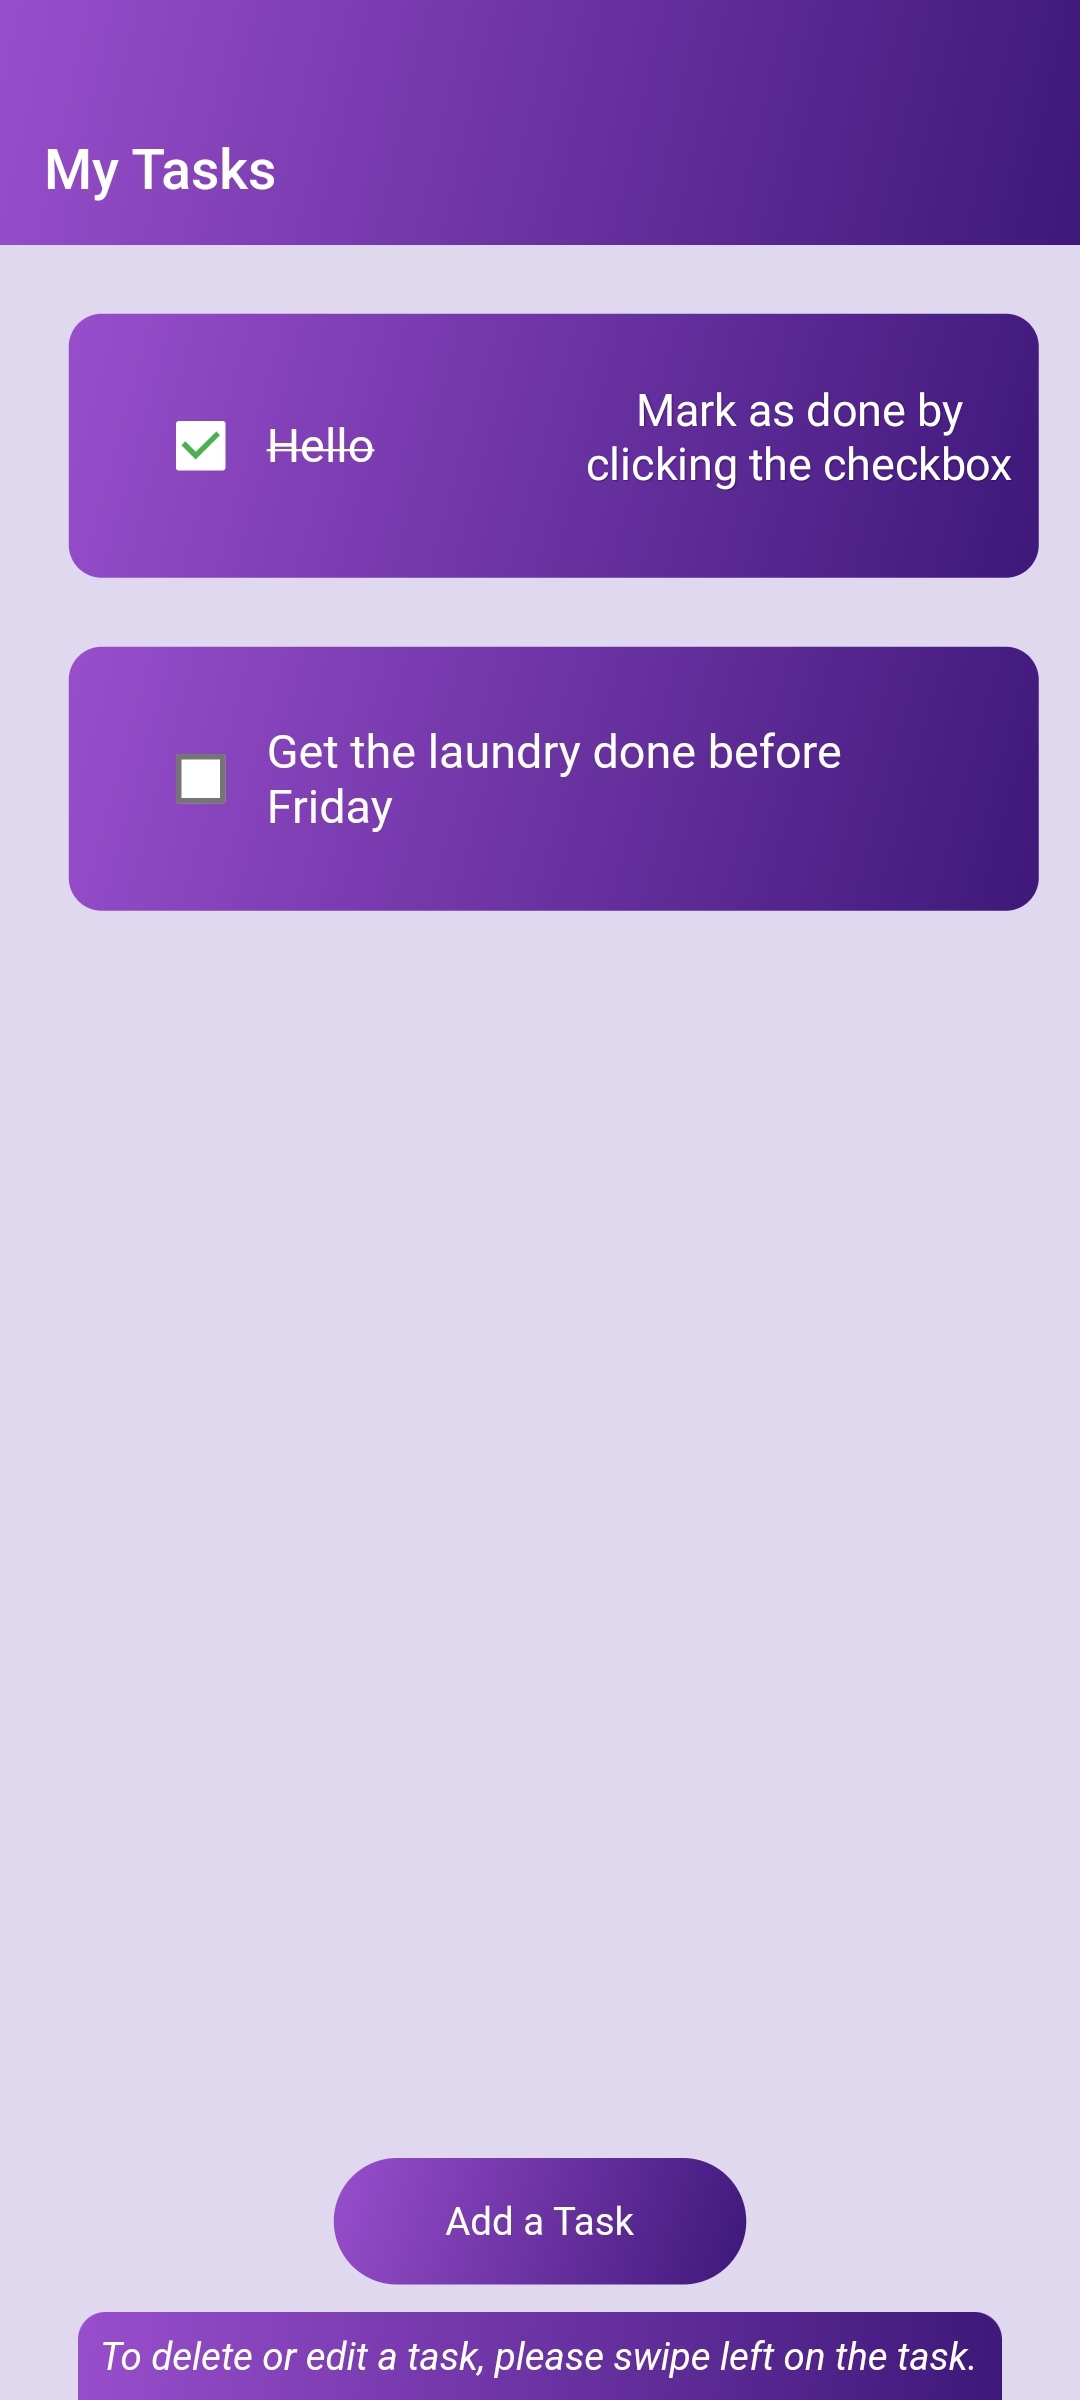 My Tasks
Hello
Mark as done by
clicking the checkbox
Get the laundry done before
Friday
Add a Task
To delete or edit a task, please swipe left on the task.